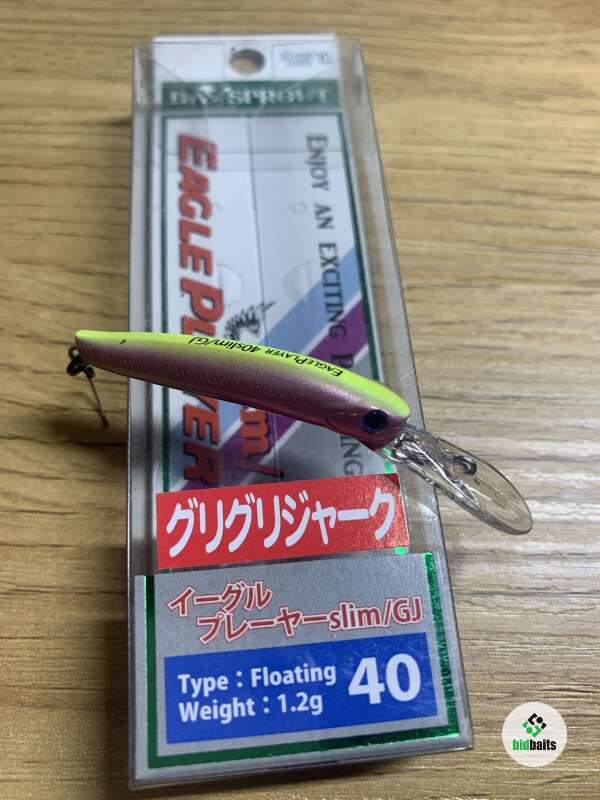 DAYSPROUT
ENJOY AN EXCITING
EAGLE PLAYER
EAGLEPLAYER 40slim/GJ
グリグリジャーク
イーグル
プレーヤーslim/GJ
Type：Floating
Weight：1.2g
40
bidbaits